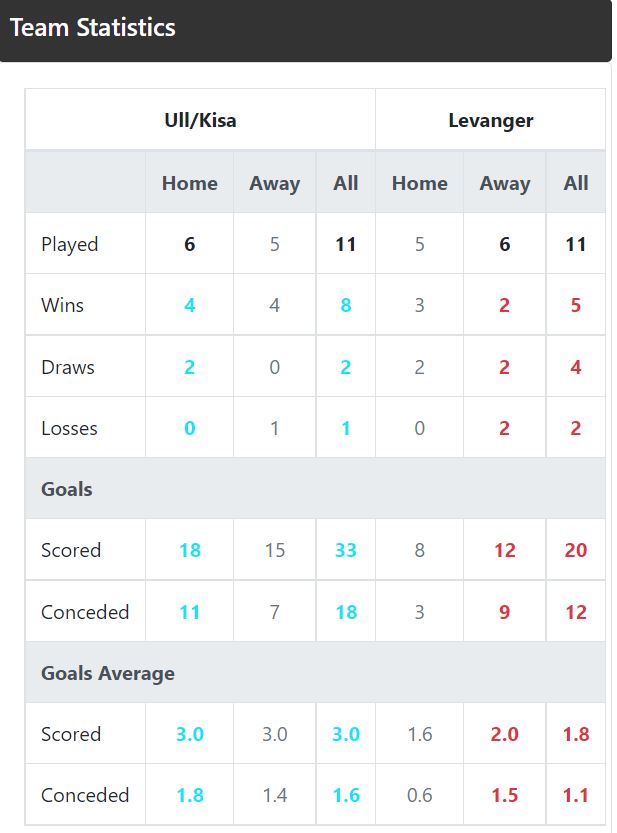 Team Statistics
Ull/Kisa Levanger
Home Away All Home Away All
Played 6 5 11 5 6 11
Wins 4 4 8 3 2 5
Draws 2 0 2 2 2 4
Losses 0 1 1 0 2 2
Goals
Scored 18 15 33 8 12 20
Conceded 11 7 18 3 9 12
Goals Average
Scored 3.0 3.0 3.0 1.6 2.0 1.8
Conceded 1.8 1.4 1.6 0.6 1.5 1.1